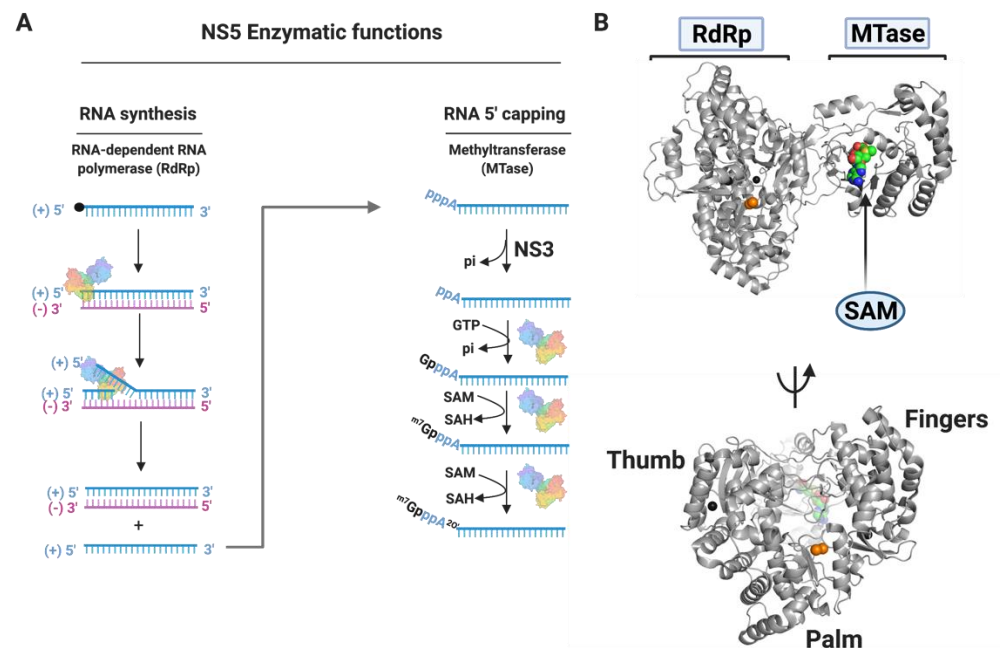 A
NS5 Enzymatic functions
RNA synthesis
RNA-dependent RNA
polymerase (RdRp)
(+) 5' 3'
(+) 5' 3'
(-) 3' 5'
(+) 5'
(+) 5' 3'
(-) 3' 5'
(+) 5' 3'
(-) 3' 5'
+
(+) 5' 3'
RNA 5' capping
Methyltransferase
(MTase)
pppA
NS3
pi
ppA
GTP
pi
GpppA
SAM
SAH
m7GpppA
SAM
SAH
m7GpppA2O'
B
RdRp
MTase
SAM
Fingers
Thumb
Palm